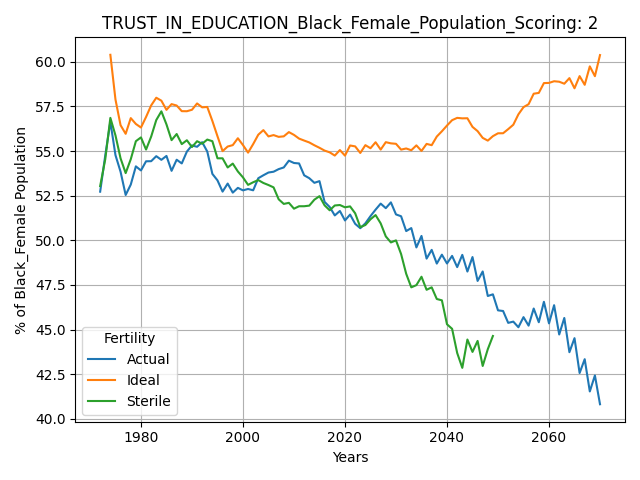 TRUST_IN_EDUCATION_Black_Female_Population_Scoring: 2
% of Black_Female Population
60.0
57.5
55.0
52.5
50.0
47.5
45.0
42.5
40.0
Fertility
Actual
Ideal
Sterile
1980
2000
2020
2040
2060
Years